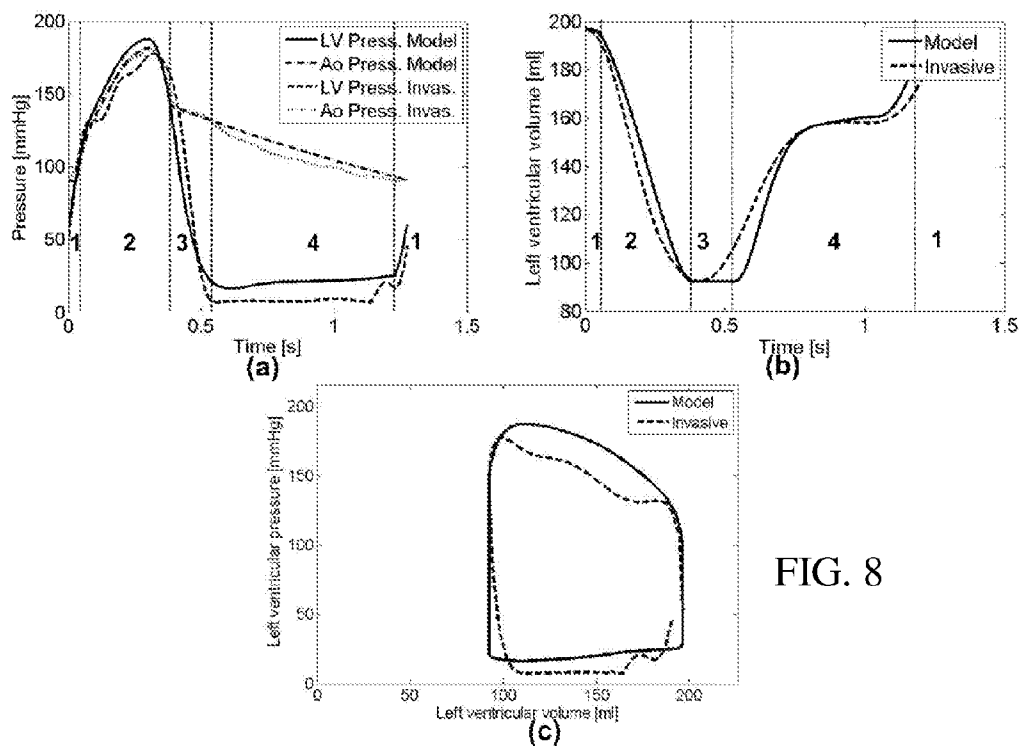 200
150
100
50
0
Pressure [mmHg]
LV Press. Model
Ao Press. Model
LV Press. Invas.
Ao Press. Invas.
1
2
3
4
1
0
0.5
1
1.5
Time [s]
(a)
200
180
160
140
120
100
80
Left ventricular volume [ml]
Model
Invasive
1
2
3
4
1
0
0.5
1
1.5
Time [s]
(b)
200
150
100
50
0
Left ventricular pressure [mmHg]
Model
Invasive
0
50
100
150
200
Left ventricular volume [ml]
(c)
FIG. 8